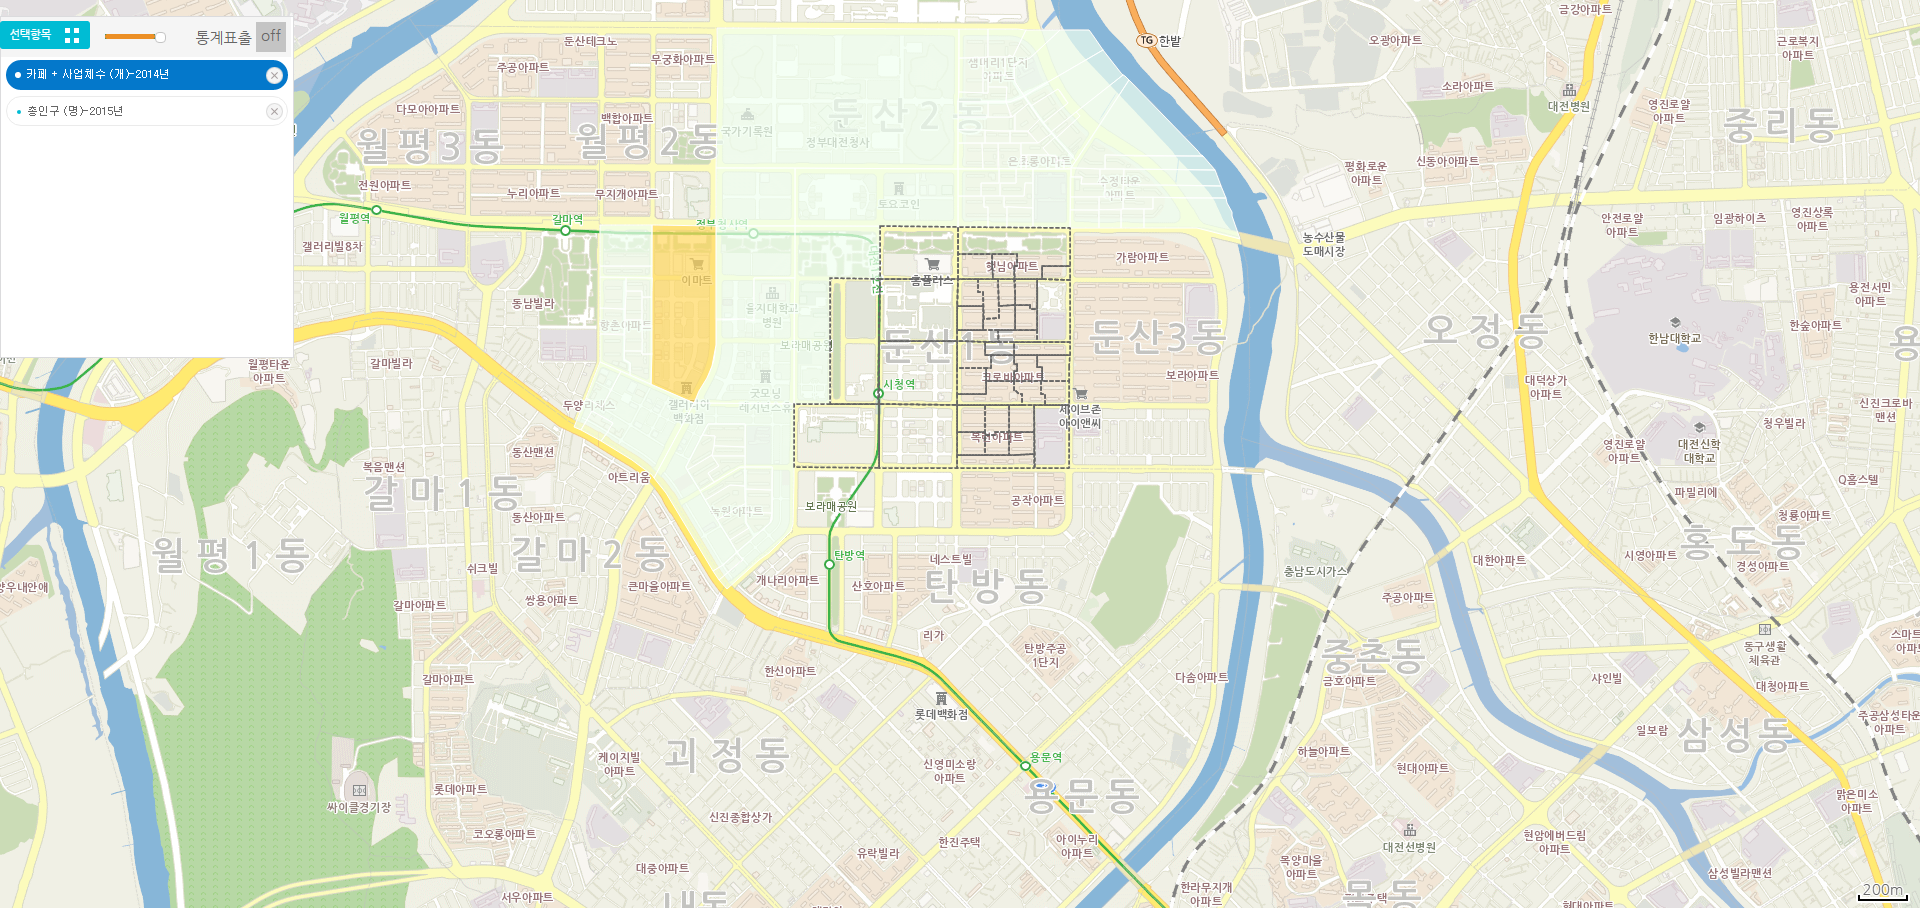 선택항목
통계표출 off
카페 + 사업체수 (개)-2014년
총인구 (명)-2015년
금강아파트
TG 한밭
둔산테크노
무궁화아파트
주공아파트
샘머리1단지
아파트
오광아파트
근로복지
아파트
소라아파트
대전병원
영진로얄
아파트
중리동
다모아아파트
백합아파트
국가기록원
둔산2동
정부대전청사
월평3동
월평2동
신동아아파트
평화로운
아파트
전원아파트
누리아파트
무지개아파트
수정타운
아파트
토요코인
월평역
갈마역
정부청사역
안전로얄
아파트
임광하이츠
영진상록
아파트
갤러리빌8차
농수산물
도매시장
가람아파트
햇님아파트
홈플러스
이마트
동남빌라
을지대학교
병원
용전서민
아파트
향촌아파트
보라매공원
둔산1동
둔산3동
오정동
한남대학교
한숲아파트
용
갈마빌라
월평타운
아파트
크로바아파트
보라아파트
대덕상가
아파트
시청역
갤러리아
백화점
굿모닝
레지던스휴
세이브존
아이앤씨
신진크로바
맨션
청우빌라
목련아파트
동산맨션
영진로얄
아파트
대전신학
대학교
복음맨션
아트리움
갈마1동
Q홈스텔
파밀리에
녹원아파트
보라매공원
공작아파트
동산아파트
청룡아파트
월평1동
갈마2동
탄방역
네스트빌
홍도동
시영아파트
경성아파트
대한아파트
쉬크빌
충남도시가스
개나리아파트
산호아파트
탄방동
큰마을아파트
쌍용아파트
갈마아파트
주공아파트
리가
탄방주공
1단지
동구생활
체육관
스마트
중촌동
한신아파트
갈마아파트
다솜아파트
금호아파트
샤인빌
대청아파트
롯데백화점
주공삼성타운
아파트
일보람
삼성동
괴정동
케이지빌
아파트
신영미소랑
아파트
용문역
하늘아파트
현대아파트
롯데아파트
싸이클경기장
용문동
맑은미소
아파트
신진종합상가
코오롱아파트
한진주택
아이누리
아파트
현암에버드림
아파트
대전선병원
유락빌라
대중아파트
목양마을
아파트
삼성빌라맨션
서우아파트
한라무지개
아파트
현대아파트
200m